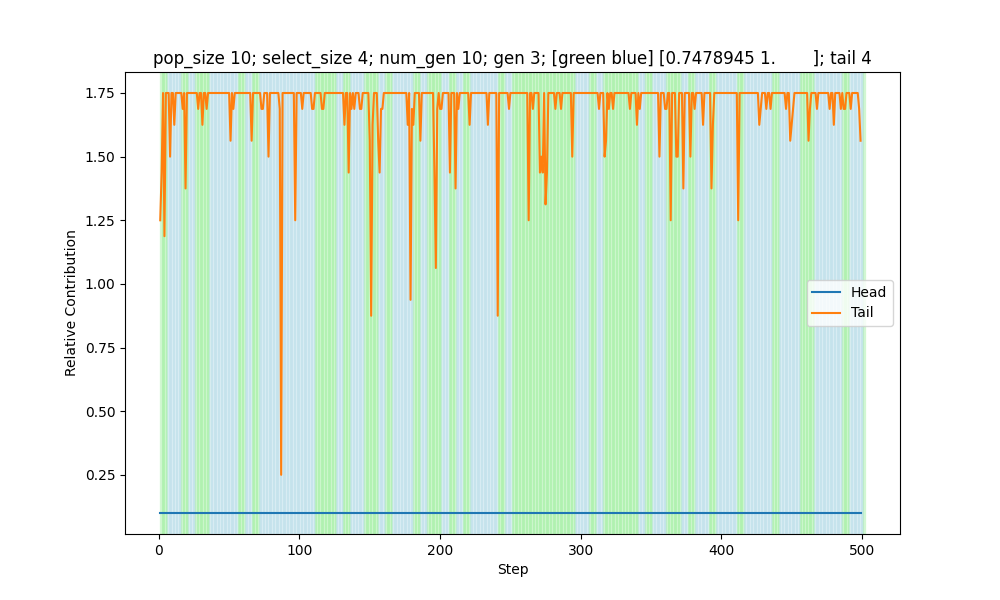 pop_size 10; select_size 4; num_gen 10; gen 3; [green blue] [0.7478945 1.       ]; tail 4
1.75
1.50
1.25
1.00
0.75
0.50
0.25
Relative Contribution
Head
Tail
0 100 200 300 400 500
Step